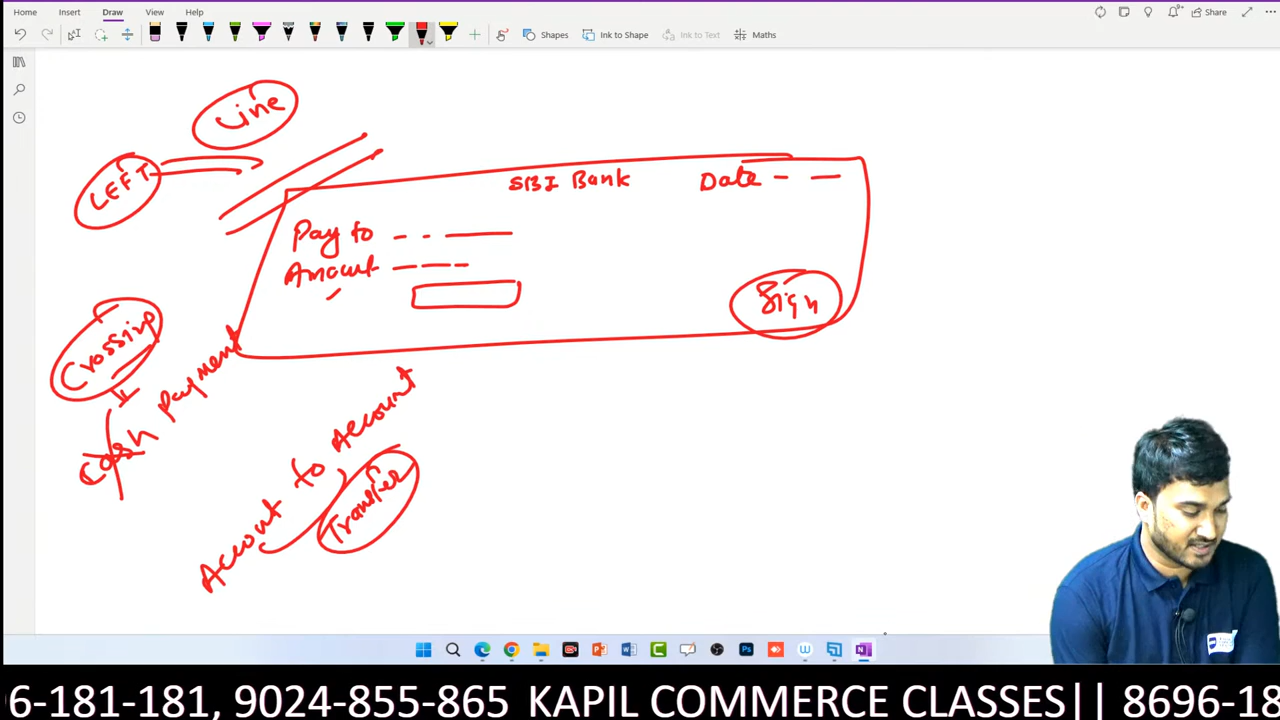 Home Insert Draw View Help
Share
Shapes Ink to Shape Ink to Text Maths
Line
LEFT
SBI Bank Date
Pay to
Amount
Sign
Crossing
Cash payment
Account to Account
Transfer
6-181-181, 9024-855-865 KAPIL COMMERCE CLASSES|| 8696-18